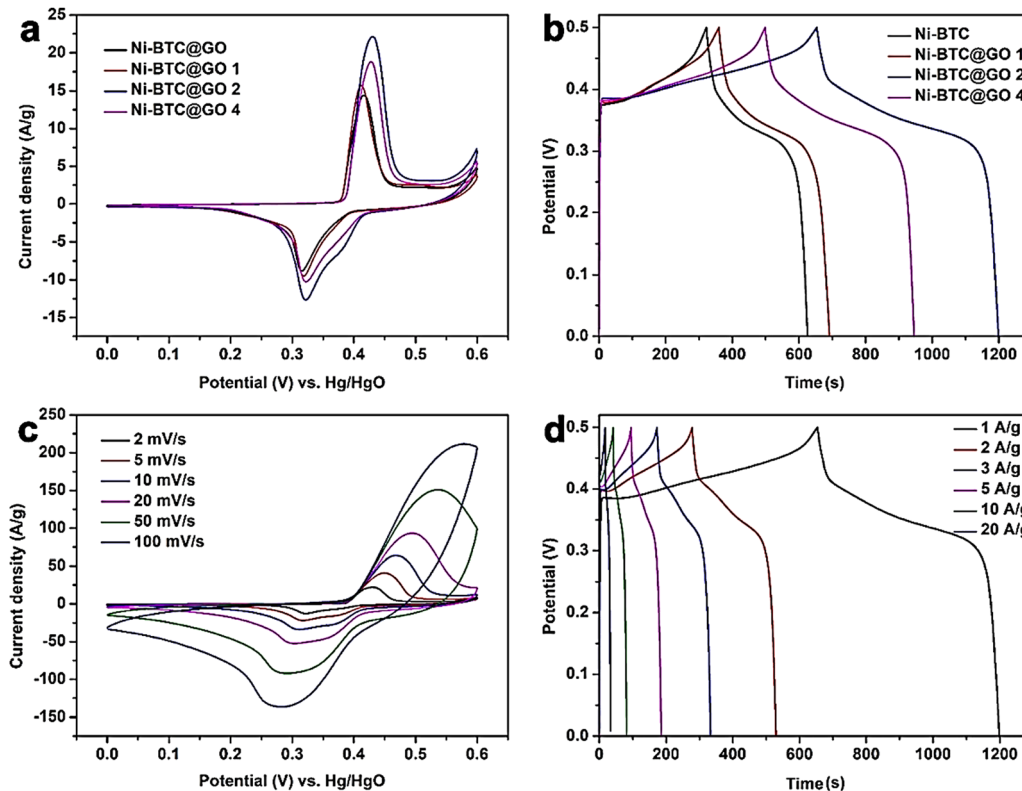 a
Ni-BTC@GO
Ni-BTC@GO 1
Ni-BTC@GO 2
Ni-BTC@GO 4
25
20
15
10
5
0
-5
-10
-15
Current density (A/g)
0.0 0.1 0.2 0.3 0.4 0.5 0.6
Potential (V) vs. Hg/HgO
b
Ni-BTC
Ni-BTC@GO 1
Ni-BTC@GO 2
Ni-BTC@GO 4
0.5
0.4
0.3
0.2
0.1
0.0
Potential (V)
0 200 400 600 800 1000 1200
Time (s)
c
2 mV/s
5 mV/s
10 mV/s
20 mV/s
50 mV/s
100 mV/s
250
200
150
100
50
0
-50
-100
-150
Current density (A/g)
0.0 0.1 0.2 0.3 0.4 0.5 0.6
Potential (V) vs. Hg/HgO
d
1 A/g
2 A/g
3 A/g
5 A/g
10 A/g
20 A/g
0.5
0.4
0.3
0.2
0.1
0.0
Potential (V)
0 200 400 600 800 1000 1200
Time (s)